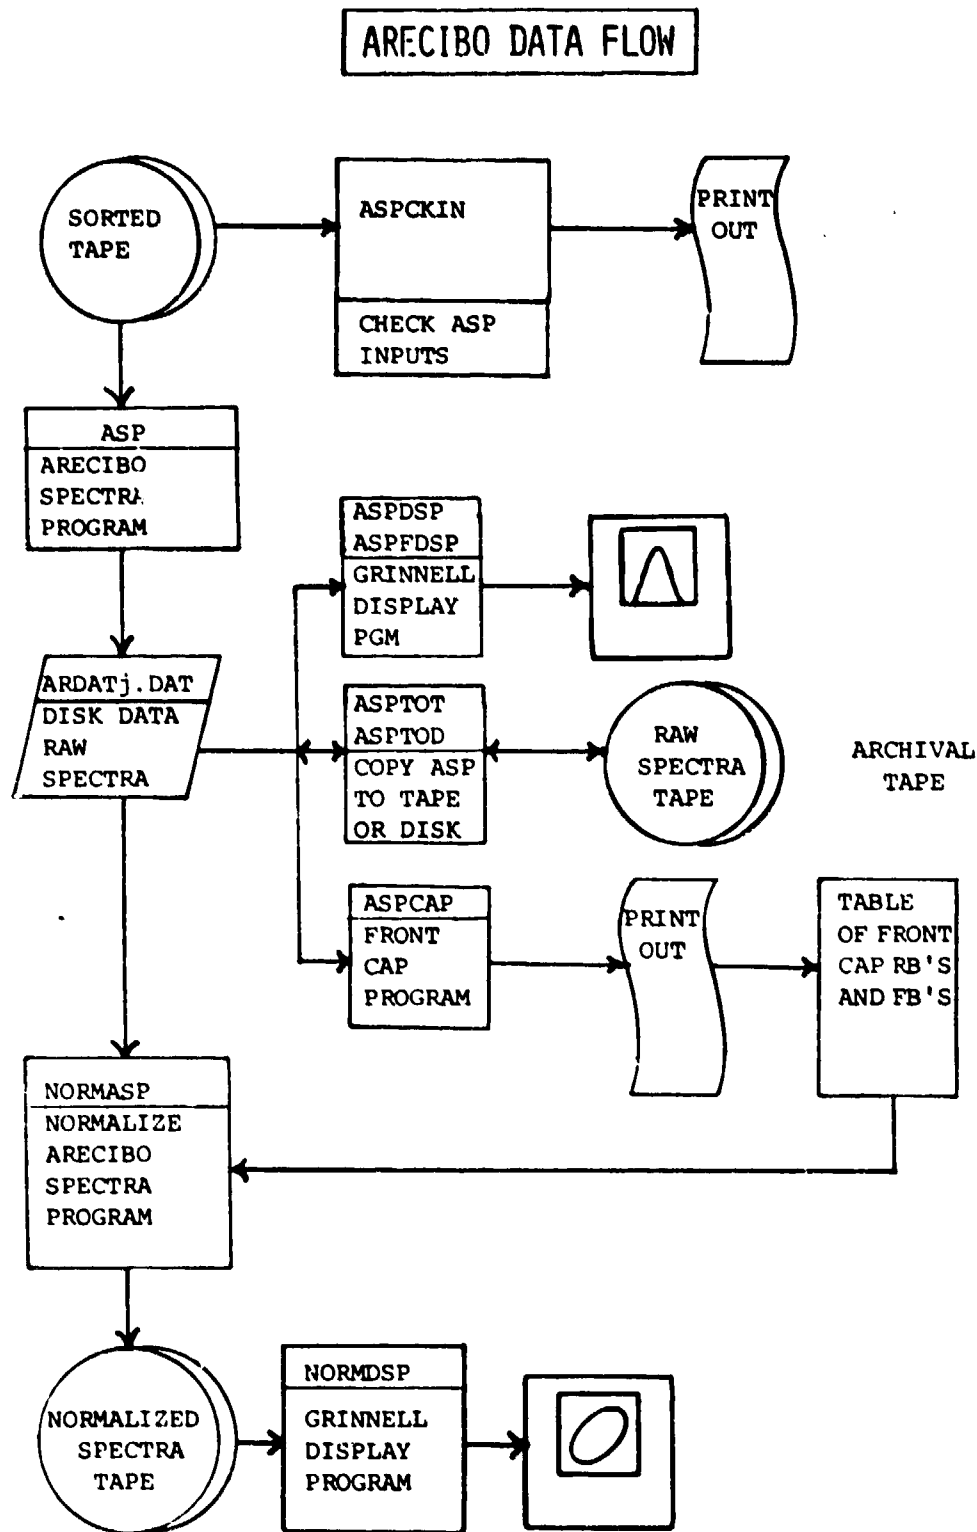 ARECIBO DATA FLOW
SORTED
TAPE
ASPCKIN
CHECK ASP
INPUTS
PRINT
OUT
ASP
ARECIBO
SPECTRA
PROGRAM
ASPDSP
ASPFDSP
GRINNELL
DISPLAY
PGM
ARDATj.DAT
DISK DATA
RAW
SPECTRA
ASPTOT
ASPTOD
COPY ASP
TO TAPE
OR DISK
RAW
SPECTRA
TAPE
ARCHIVAL
TAPE
ASPCAP
FRONT
CAP
PROGRAM
PRINT
OUT
TABLE
OF FRONT
CAP RB'S
AND FB'S
NORMASP
NORMALIZE
ARECIBO
SPECTRA
PROGRAM
NORMALIZED
SPECTRA
TAPE
NORMDSP
GRINNELL
DISPLAY
PROGRAM